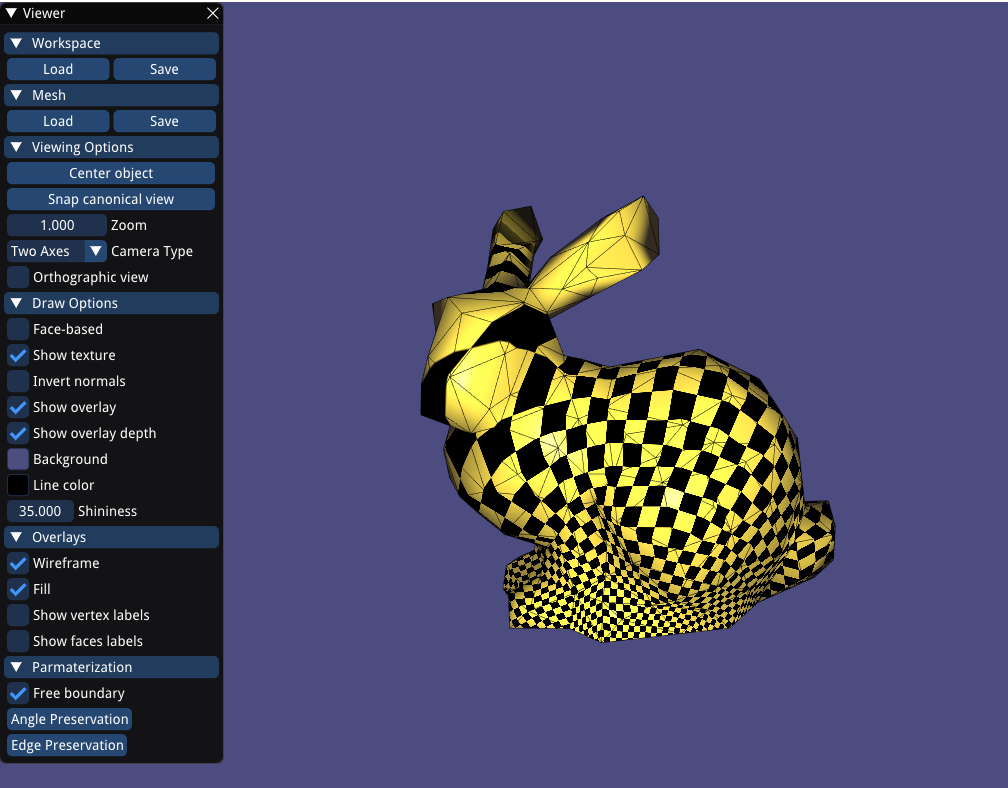 Viewer
Workspace
Load Save
Mesh
Load Save
Viewing Options
Center object
Snap canonical view
1.000 Zoom
Two Axes Camera Type
Orthographic view
Draw Options
Face-based
Show texture
Invert normals
Show overlay
Show overlay depth
Background
Line color
35.000 Shininess
Overlays
Wireframe
Fill
Show vertex labels
Show faces labels
Parmaterization
Free boundary
Angle Preservation
Edge Preservation